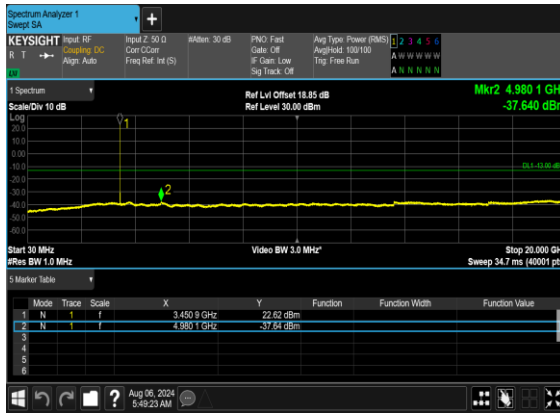 Spectrum Analyzer 1
Swept SA
+
KEYSIGHT
R T
Input: RF
Coupling: DC
Align: Auto
Input Z: 50 Ω
Corr CCorr
Freq Ref: Int (S)
#Atten: 30 dB
PNO: Fast
Gate: Off
IF Gain: Low
Sig Track: Off
Avg Type: Power (RMS)
Avg|Hold: 100/100
Trig: Free Run
1 2 3 4 5 6
A W W W W W
A N N N N N
1 Spectrum
Scale/Div 10 dB
Ref Lvl Offset 18.85 dB
Ref Level 30.00 dBm
Mkr2 4.980 1 GH
-37.640 dB
Log
20.0
10.0
0.00
-10.0
-20.0
-30.0
-40.0
-50.0
-60.0
1
2
DL1 -13.00 dB
Start 30 MHz
#Res BW 1.0 MHz
Video BW 3.0 MHz*
Stop 20.000 GH
Sweep 34.7 ms (40001 pt
5 Marker Table
Mode Trace Scale X Y Function Function Width Function Value
1 N 1 f 3.450 9 GHz 22.62 dBm
2 N 1 f 4.980 1 GHz -37.64 dBm
3
4
5
6
?
Aug 06, 2024
5:49:23 AM